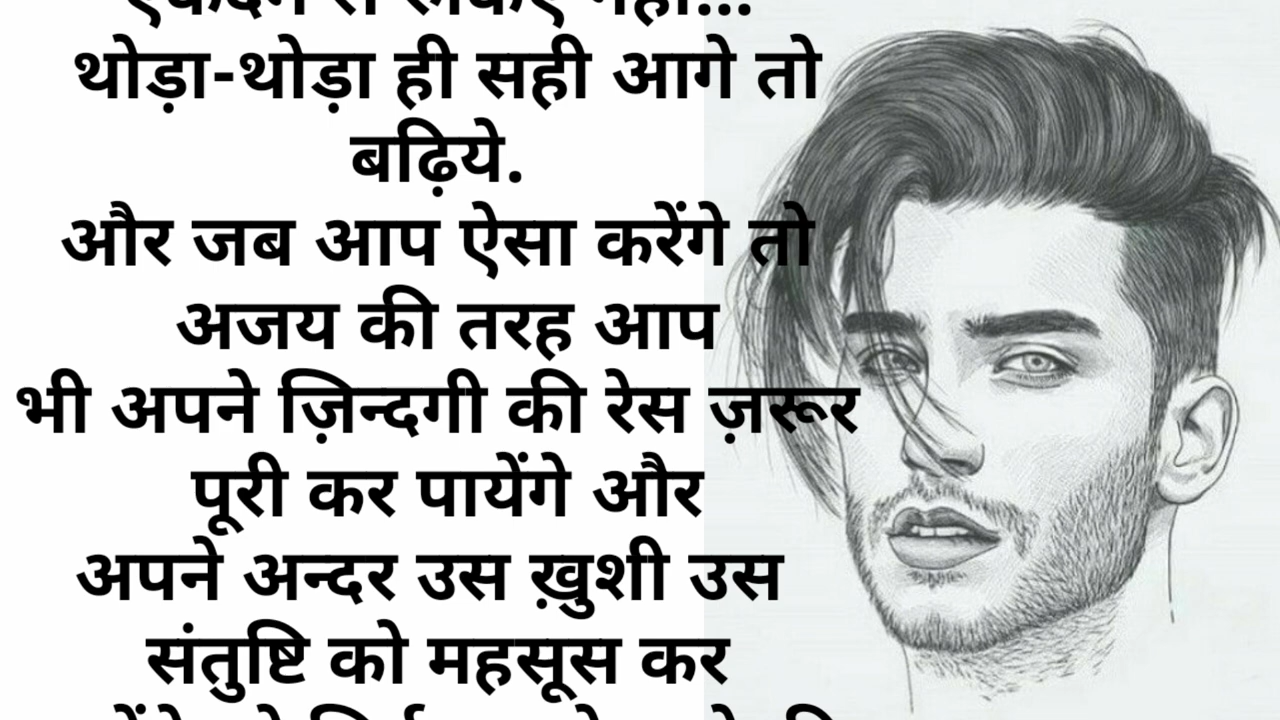 थोड़ा-थोड़ा ही सही आगे तो
बढ़िये.
और जब आप ऐसा करेंगे तो
अजय की तरह आप
भी अपने ज़िन्दगी की रेस ज़रूर
पूरी कर पायेंगे और
अपने अन्दर उस ख़ुशी उस
संतुष्टि को महसूस कर